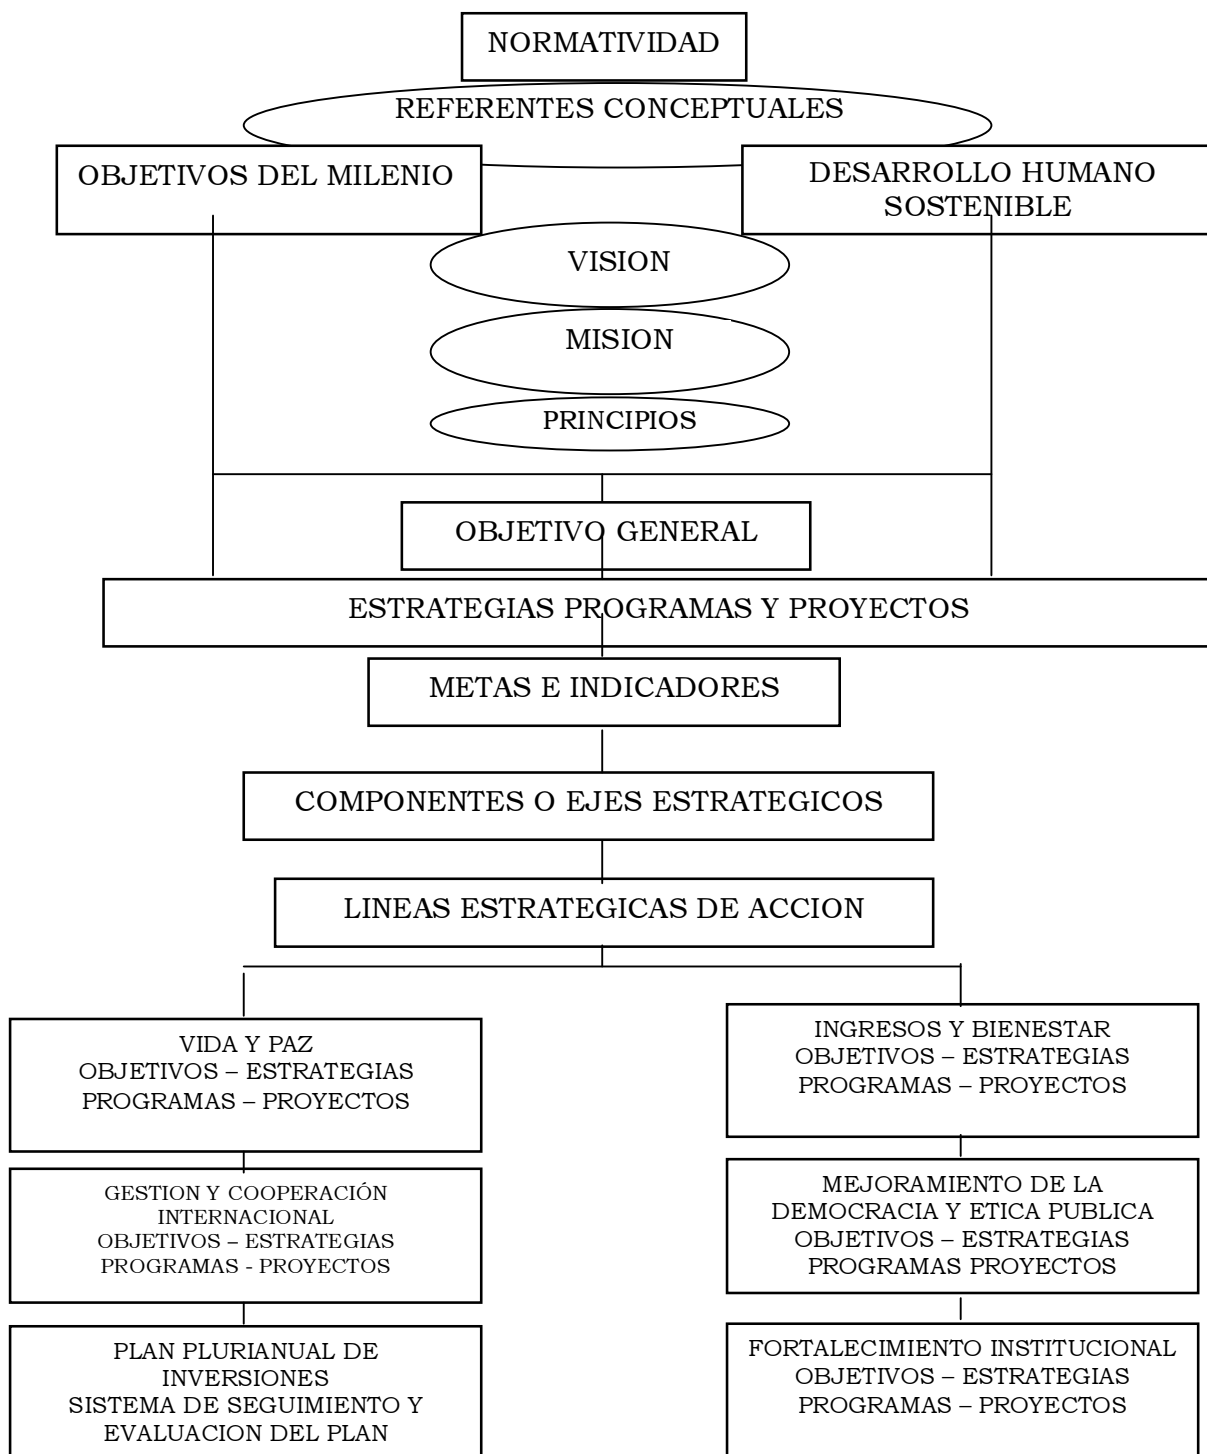 NORMATIVIDAD
REFERENTES CONCEPTUALES
OBJETIVOS DEL MILENIO
DESARROLLO HUMANO
SOSTENIBLE
VISION
MISION
PRINCIPIOS
OBJETIVO GENERAL
ESTRATEGIAS PROGRAMAS Y PROYECTOS
METAS E INDICADORES
COMPONENTES O EJES ESTRATEGICOS
LINEAS ESTRATEGICAS DE ACCION
VIDA Y PAZ
OBJETIVOS – ESTRATEGIAS
PROGRAMAS – PROYECTOS
INGRESOS Y BIENESTAR
OBJETIVOS – ESTRATEGIAS
PROGRAMAS – PROYECTOS
GESTION Y COOPERACIÓN
INTERNACIONAL
OBJETIVOS – ESTRATEGIAS
PROGRAMAS - PROYECTOS
MEJORAMIENTO DE LA
DEMOCRACIA Y ETICA PUBLICA
OBJETIVOS – ESTRATEGIAS
PROGRAMAS PROYECTOS
PLAN PLURIANUAL DE
INVERSIONES
SISTEMA DE SEGUIMIENTO Y
EVALUACION DEL PLAN
FORTALECIMIENTO INSTITUCIONAL
OBJETIVOS – ESTRATEGIAS
PROGRAMAS – PROYECTOS